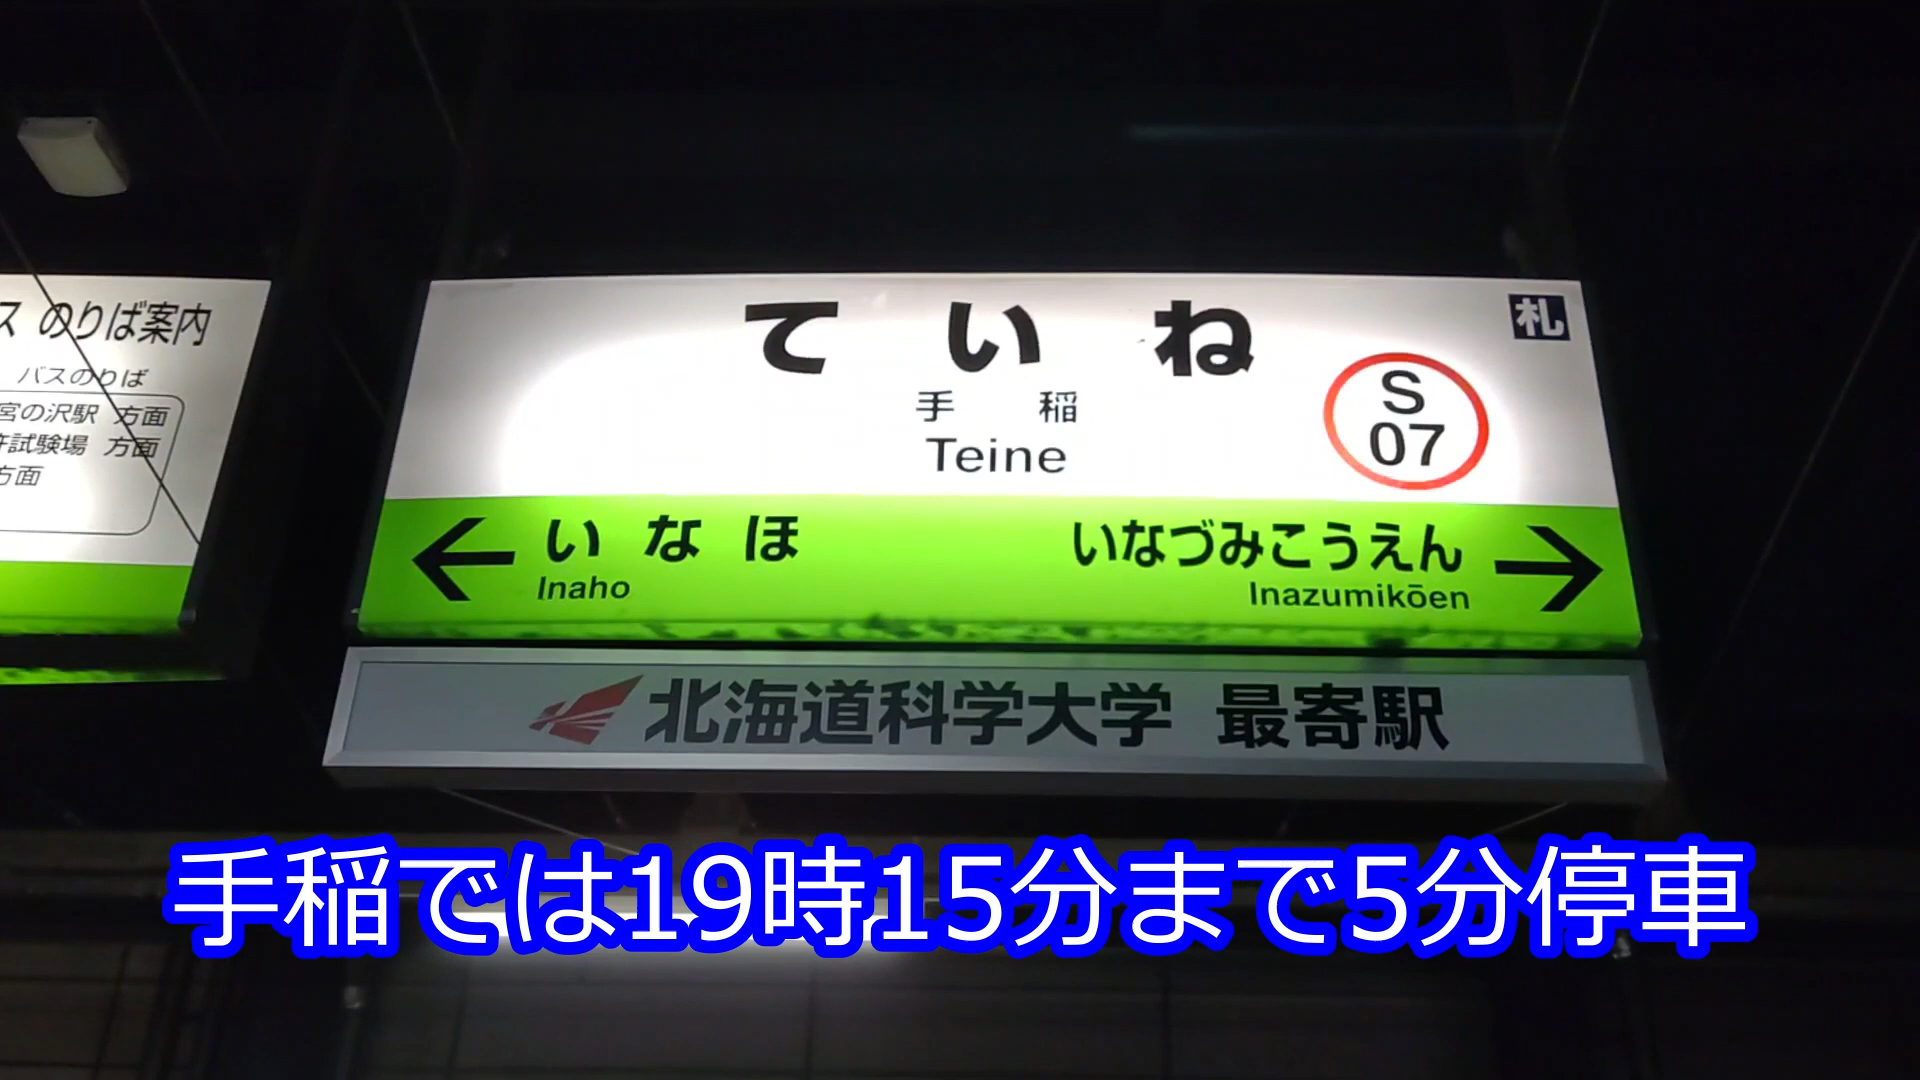 のりば案内
バスのりば
宮の沢駅 方面
試験場 方面
方面
札
ていね
手稲
Teine
S
07
いなほ
Inaho
いなづみこうえん
Inazumikōen
北海道科学大学 最寄駅
手稲では19時15分まで5分停車